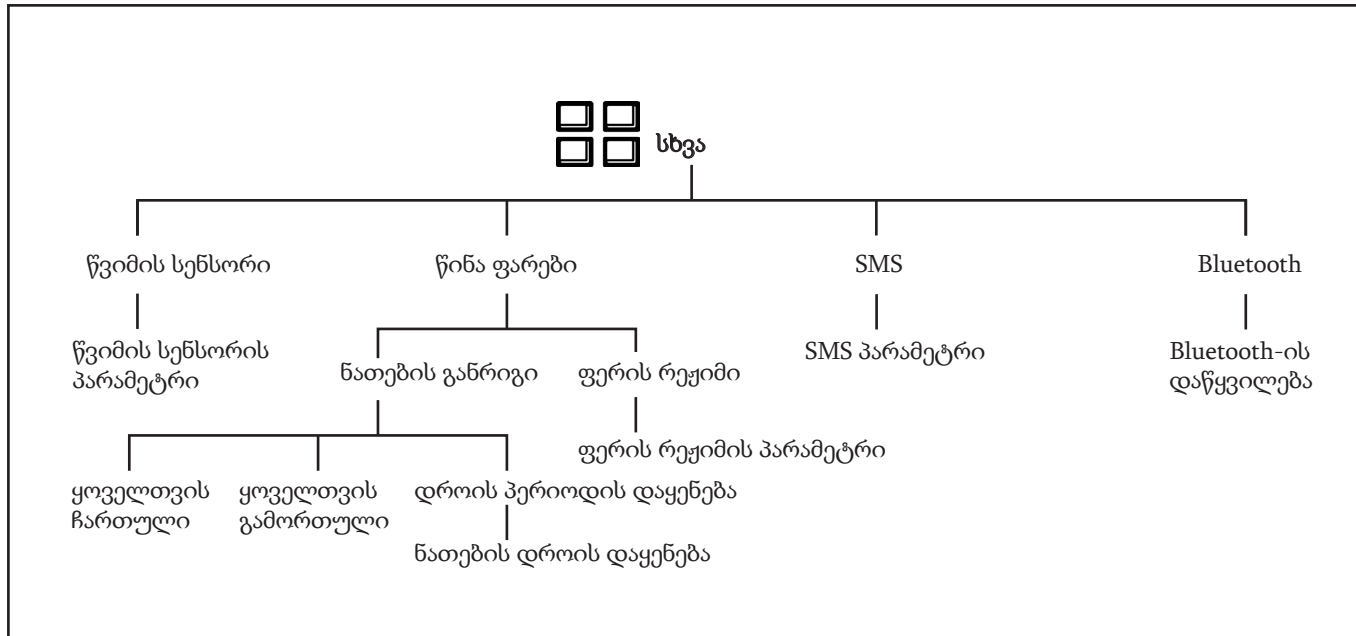 სხვა
წვიმის სენსორი
წინა ფარები
SMS
Bluetooth
წვიმის სენსორის
პარამეტრი
ნათების განრიგი
ფერის რეჟიმი
SMS პარამეტრი
Bluetooth-ის
დაწყვილება
ფერის რეჟიმის პარამეტრი
ყოველთვის
ჩართული
ყოველთვის
გამორთული
დროის პერიოდის დაყენება
ნათების დროის დაყენება